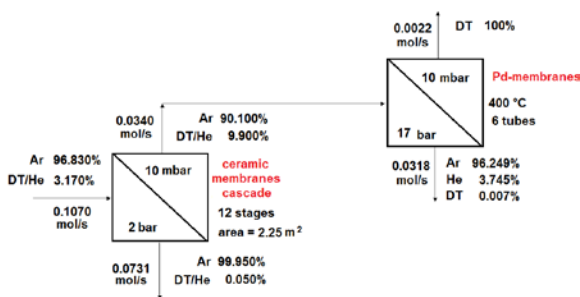 0.0022
mol/s
DT 100%
10 mbar
Pd-membranes
400 °C
6 tubes
17 bar
0.0340
mol/s
Ar 90.100%
DT/He 9.900%
0.0318
mol/s
Ar 96.249%
He 3.745%
DT 0.007%
Ar 96.830%
DT/He 3.170%
0.1070
mol/s
10 mbar
ceramic
membranes
cascade
12 stages
area = 2.25 m²
2 bar
0.0731
mol/s
Ar 99.950%
DT/He 0.050%